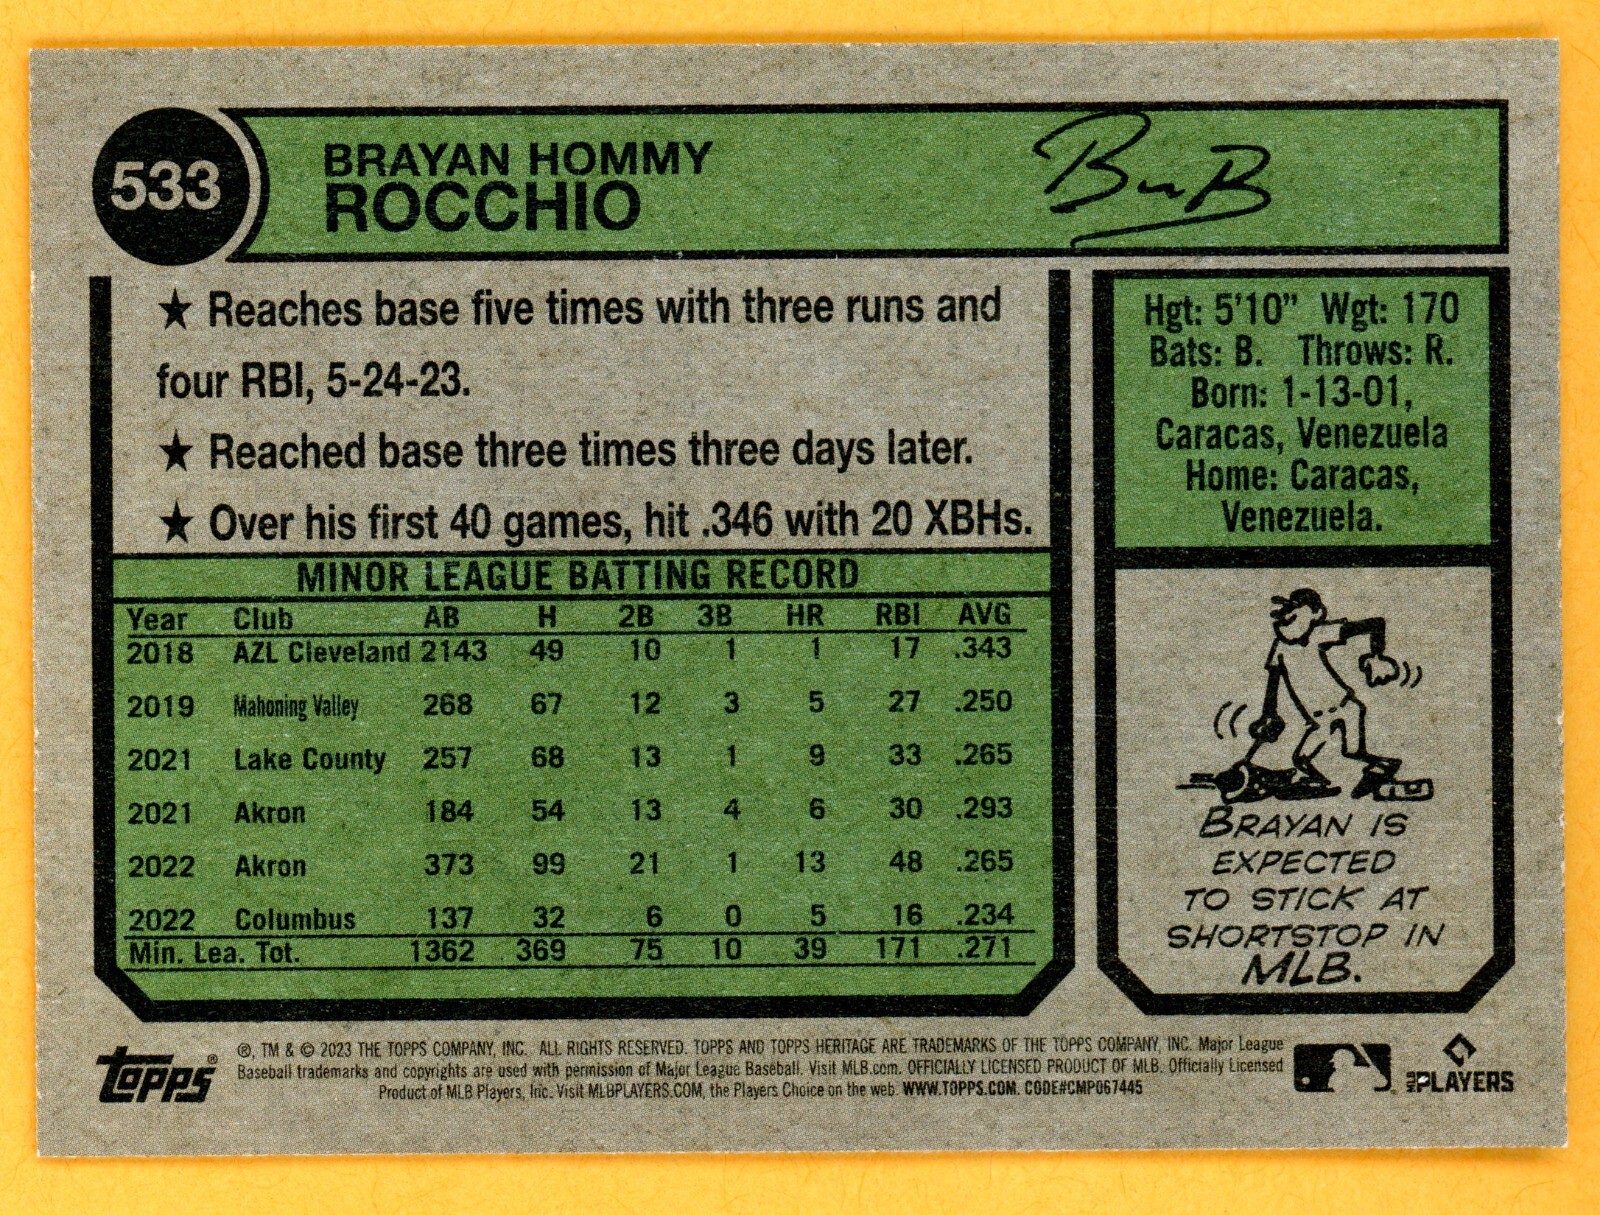 533
BRAYAN HOMMY
ROCCHIO
★ Reaches base five times with three runs and
four RBI, 5-24-23.
★ Reached base three times three days later.
★ Over his first 40 games, hit .346 with 20 XBHs.
Hgt: 5'10” Wgt: 170
Bats: B. Throws: R.
Born: 1-13-01,
Caracas, Venezuela
Home: Caracas,
Venezuela.
MINOR LEAGUE BATTING RECORD
Year Club AB H 2B 3B HR RBI AVG
2018 AZL Cleveland 2143 49 10 1 1 17 .343
2019 Mahoning Valley 268 67 12 3 5 27 .250
2021 Lake County 257 68 13 1 9 33 .265
2021 Akron 184 54 13 4 6 30 .293
2022 Akron 373 99 21 1 13 48 .265
2022 Columbus 137 32 6 0 5 16 .234
Min. Lea. Tot. 1362 369 75 10 39 171 .271
BRAYAN IS
EXPECTED
TO STICK AT
SHORTSTOP IN
MLB.
topps®
®, TM & © 2023 THE TOPPS COMPANY, INC. ALL RIGHTS RESERVED. TOPPS AND TOPPS HERITAGE ARE TRADEMARKS OF THE TOPPS COMPANY, INC. Major League
Baseball trademarks and copyrights are used with permission of Major League Baseball. Visit MLB.com. OFFICIALLY LICENSED PRODUCT OF MLB. Officially Licensed
Product of MLB Players, Inc. Visit MLBPLAYERS.COM, the Players Choice on the web. WWW.TOPPS.COM. CODE#CMP067445
MLB PLAYERS